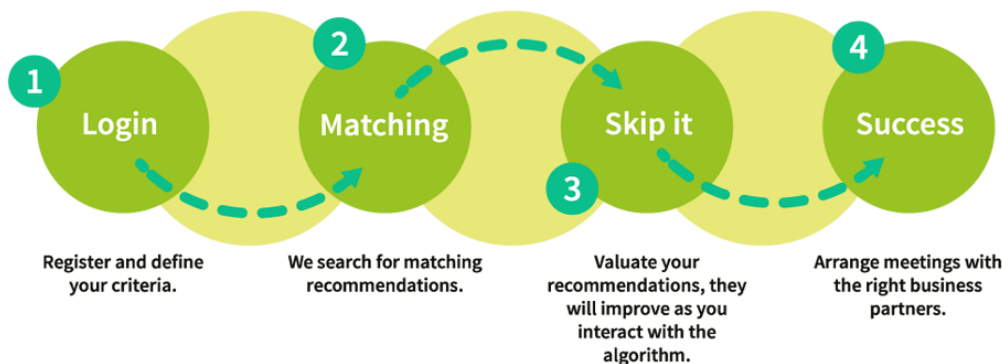 1
Login
2
Matching
Skip it
3
4
Success
Register and define
your criteria.
We search for matching
recommendations.
Valuate your
recommendations, they
will improve as you
interact with the
algorithm.
Arrange meetings with
the right business
partners.